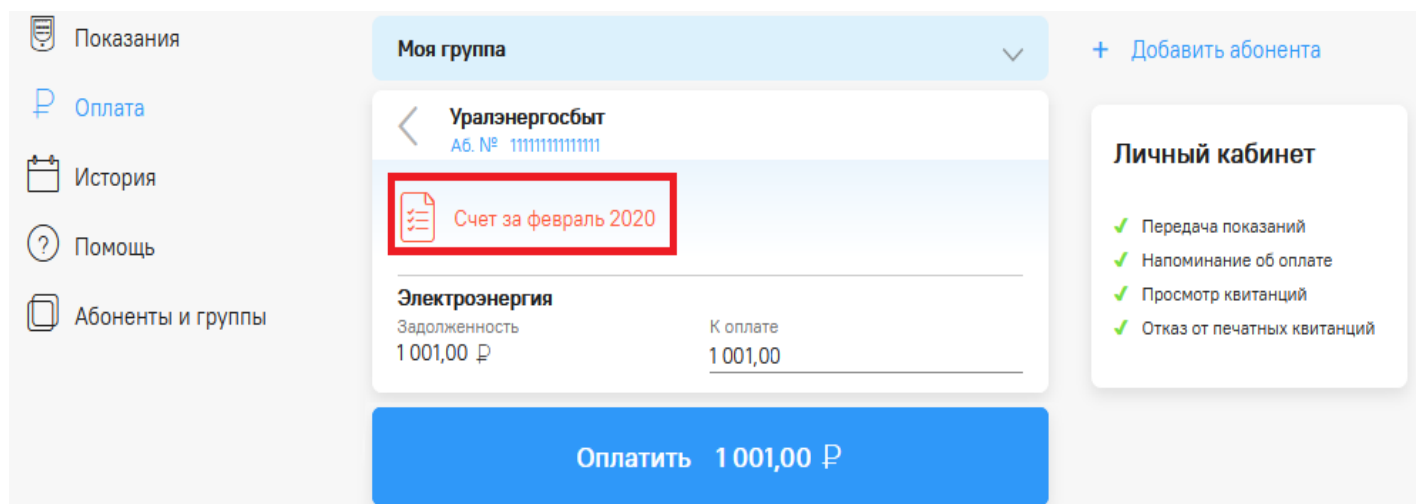 Показания
Оплата
История
Помощь
Абоненты и группы
Моя группа
Уралэнергосбыт
Аб. № 111111111111111
Счет за февраль 2020
Электроэнергия
Задолженность
К оплате
1 001,00 ₽
1 001,00
Оплатить 1 001,00 ₽
+ Добавить абонента
Личный кабинет
Передача показаний
Напоминание об оплате
Просмотр квитанций
Отказ от печатных квитанций